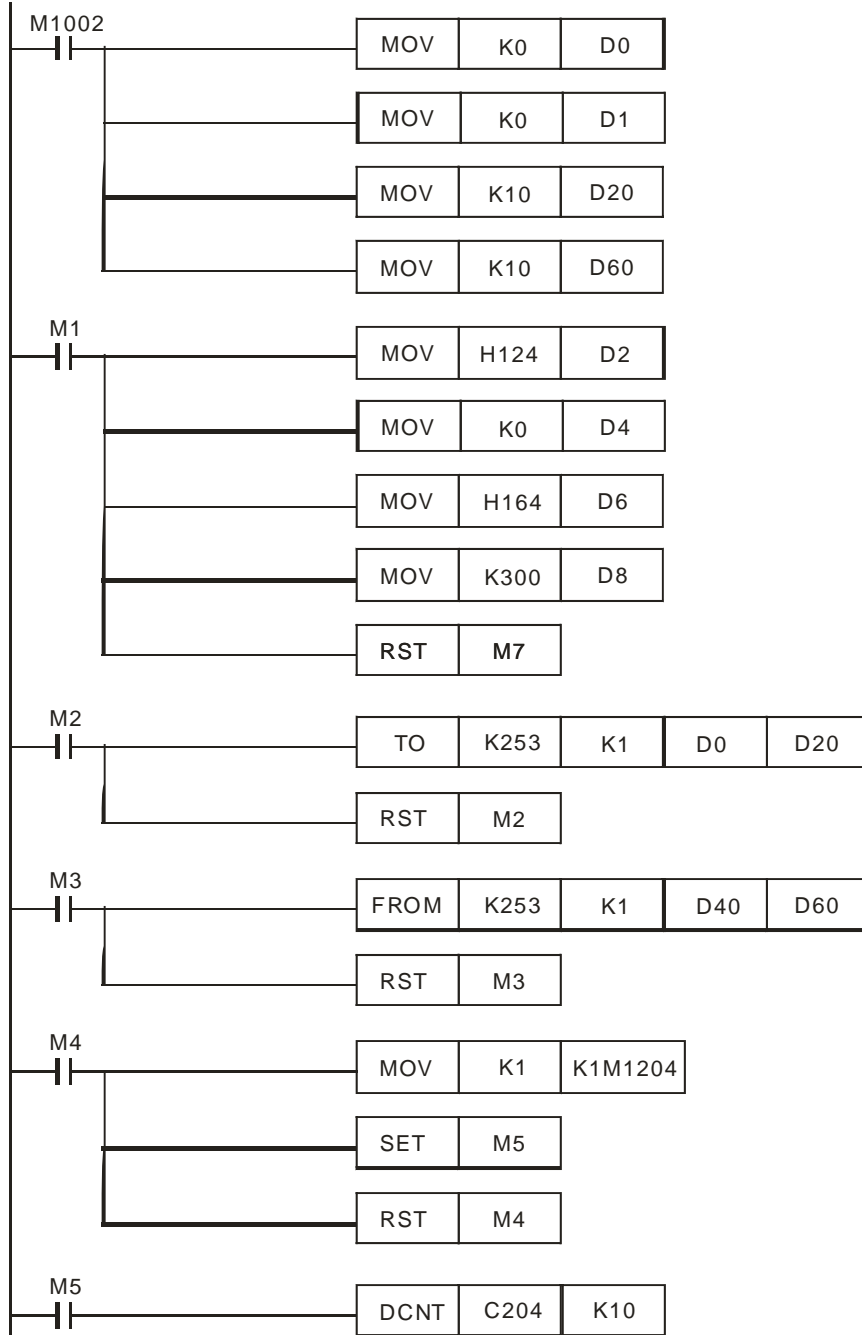 M1002
MOV K0 D0
MOV K0 D1
MOV K10 D20
MOV K10 D60
M1
MOV H124 D2
MOV K0 D4
MOV H164 D6
MOV K300 D8
RST M7
M2
TO K253 K1 D0 D20
RST M2
M3
FROM K253 K1 D40 D60
RST M3
M4
MOV K1 K1M1204
SET M5
RST M4
M5
DCNT C204 K10